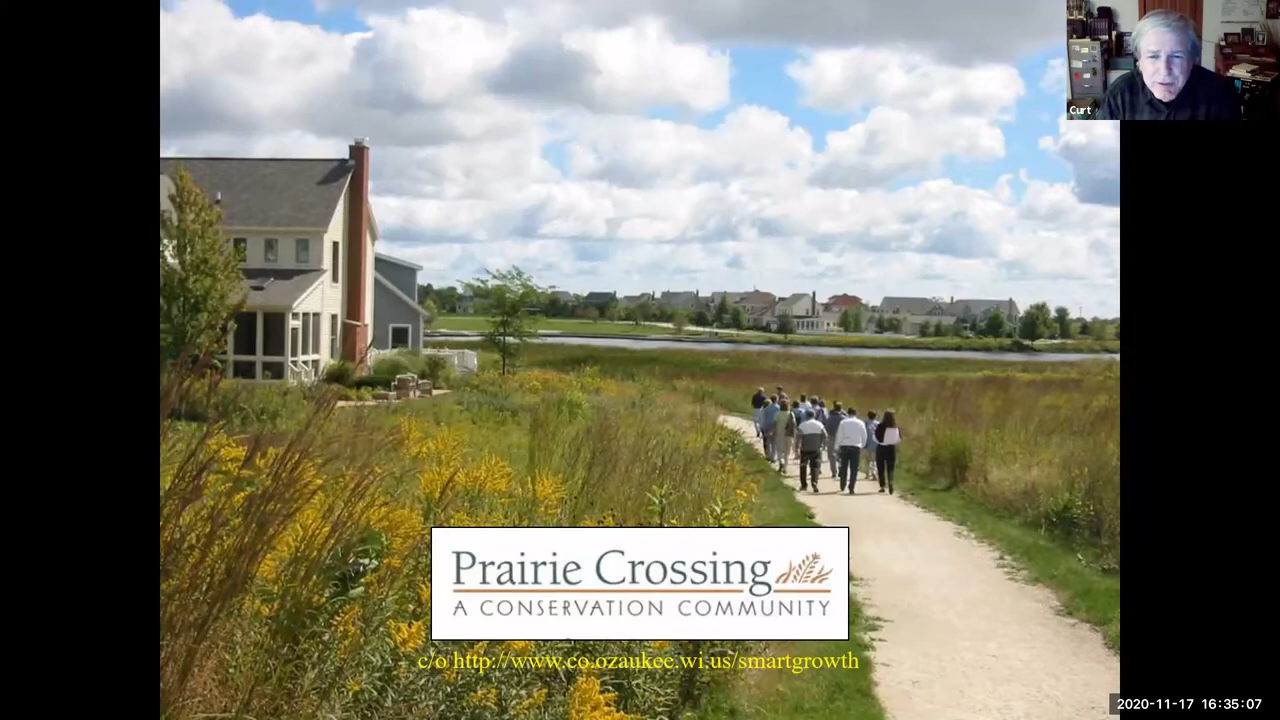 Curt
Prairie Crossing
A CONSERVATION COMMUNITY
c/o http://www.co.ozaukee.wi.us/smartgrowth
2020-11-17 16:35:07